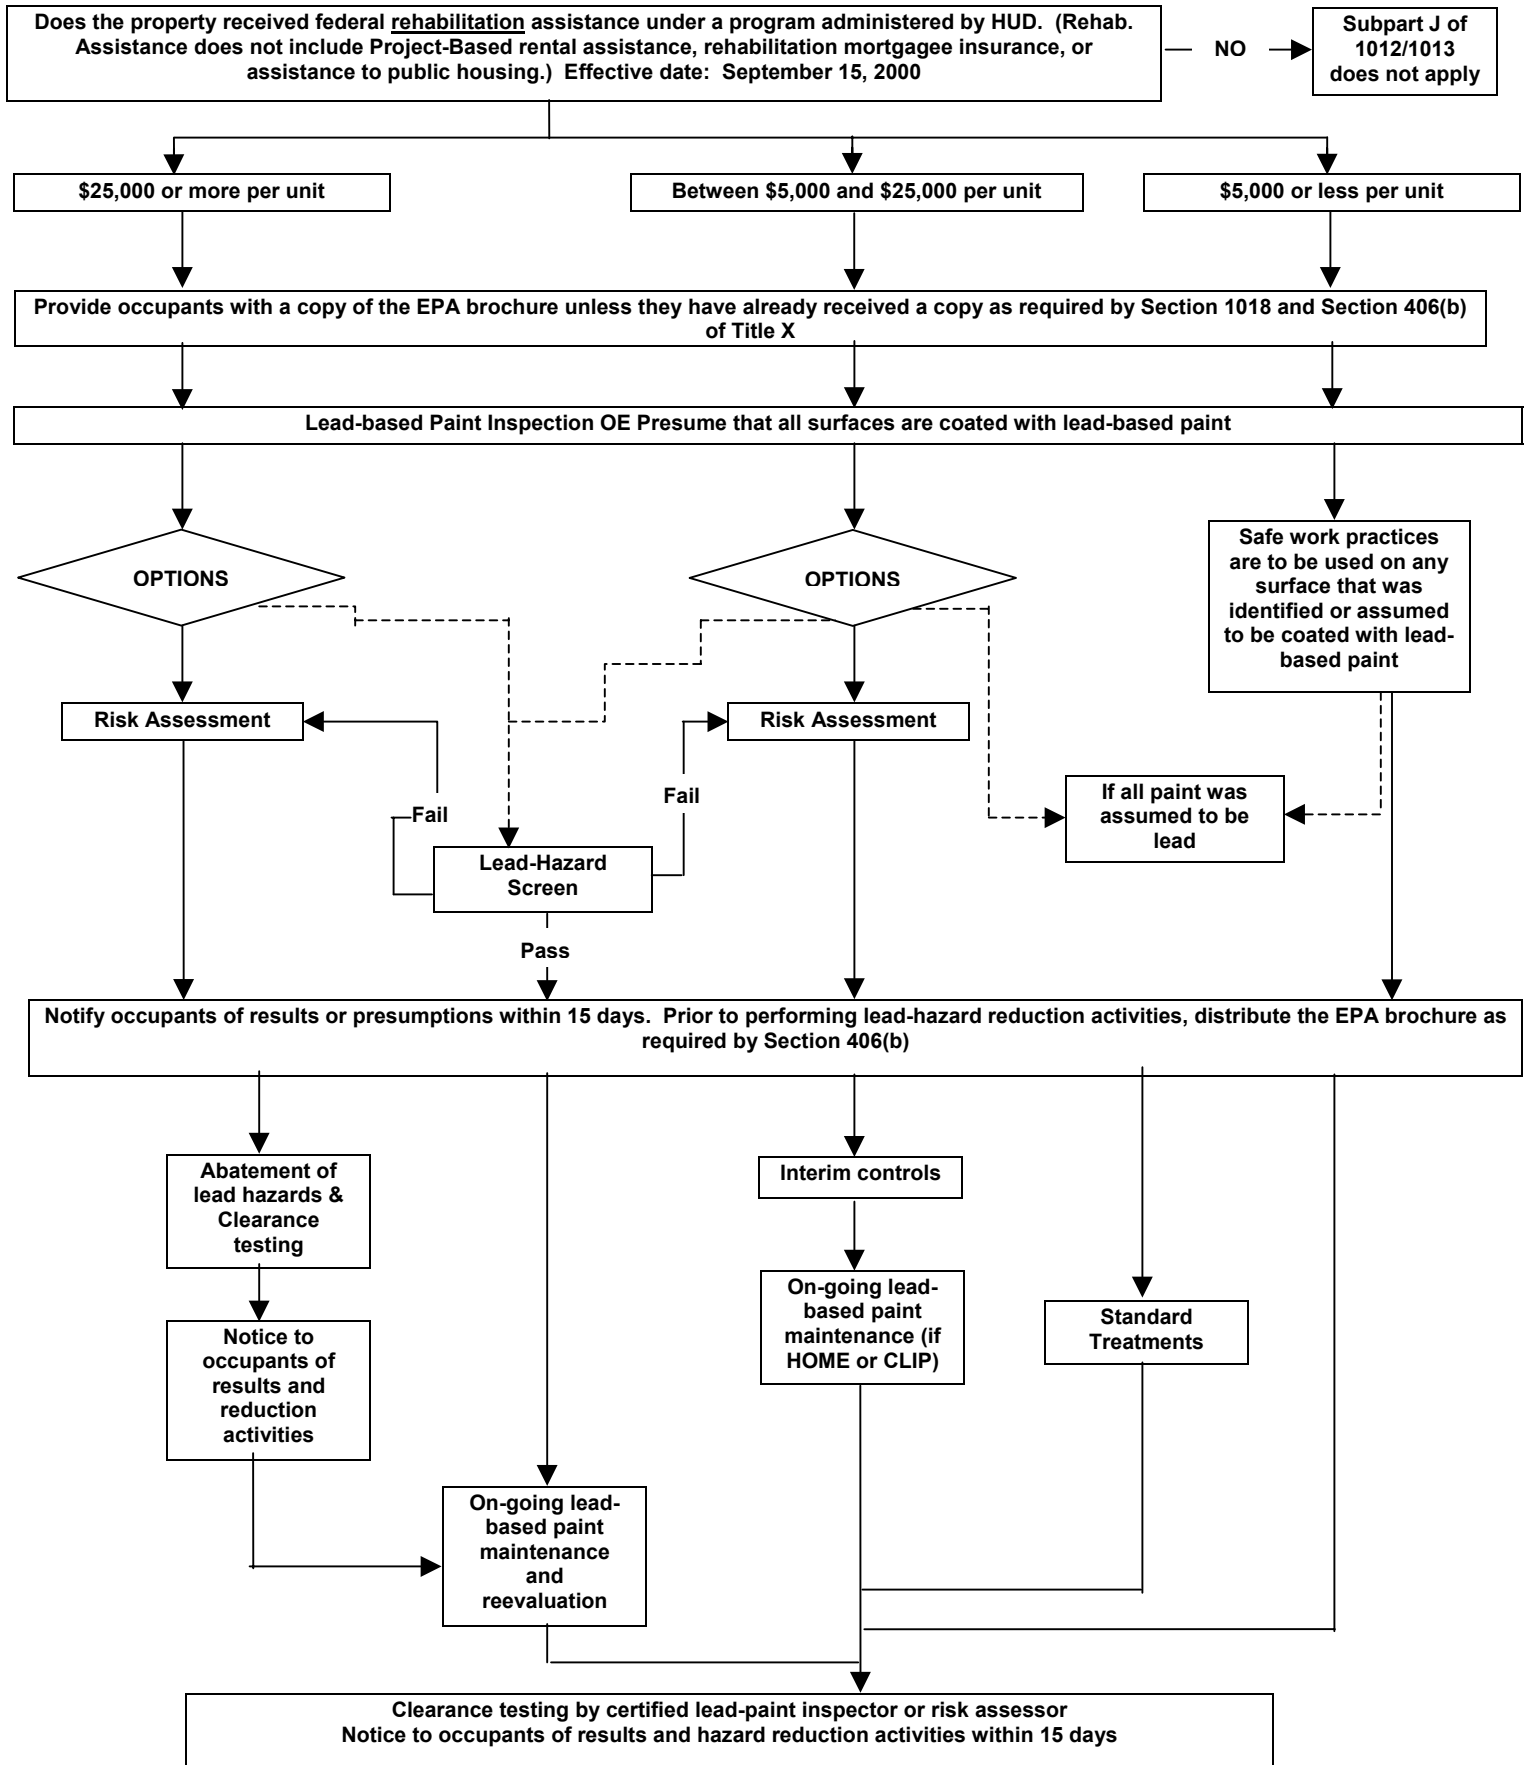 Does the property received federal rehabilitation assistance under a program administered by HUD. (Rehab.
Assistance does not include Project-Based rental assistance, rehabilitation mortgagee insurance, or
assistance to public housing.) Effective date: September 15, 2000
NO
Subpart J of
1012/1013
does not apply
$25,000 or more per unit
Between $5,000 and $25,000 per unit
$5,000 or less per unit
Provide occupants with a copy of the EPA brochure unless they have already received a copy as required by Section 1018 and Section 406(b)
of Title X
Lead-based Paint Inspection OE Presume that all surfaces are coated with lead-based paint
OPTIONS
OPTIONS
Safe work practices
are to be used on any
surface that was
identified or assumed
to be coated with lead-
based paint
Risk Assessment
Risk Assessment
Fail
Fail
If all paint was
assumed to be
lead
Lead-Hazard
Screen
Pass
Notify occupants of results or presumptions within 15 days. Prior to performing lead-hazard reduction activities, distribute the EPA brochure as
required by Section 406(b)
Abatement of
lead hazards &
Clearance
testing
Interim controls
On-going lead-
based paint
maintenance (if
HOME or CLIP)
Standard
Treatments
Notice to
occupants of
results and
reduction
activities
On-going lead-
based paint
maintenance
and
reevaluation
Clearance testing by certified lead-paint inspector or risk assessor
Notice to occupants of results and hazard reduction activities within 15 days